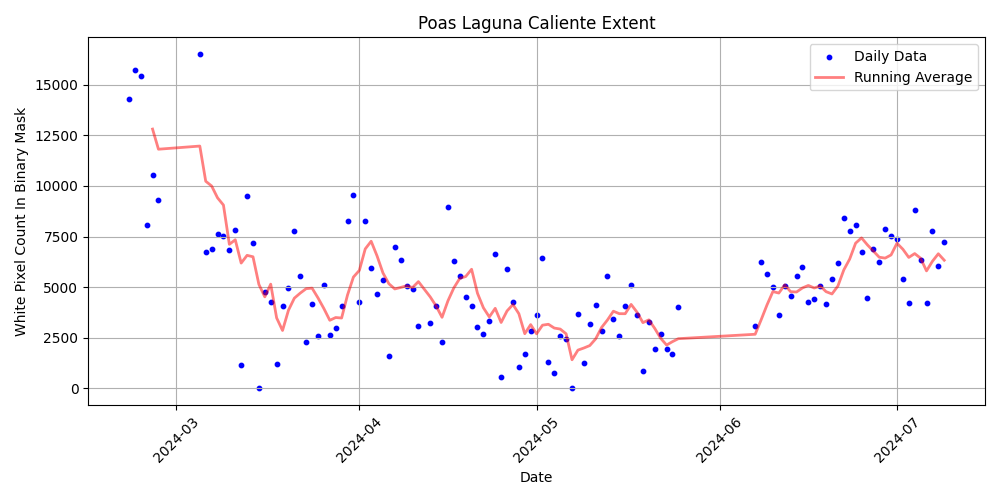 Poas Laguna Caliente Extent
Daily Data
Running Average
White Pixel Count In Binary Mask
15000
12500
10000
7500
5000
2500
0
2024-03
2024-04
2024-05
2024-06
2024-07
Date